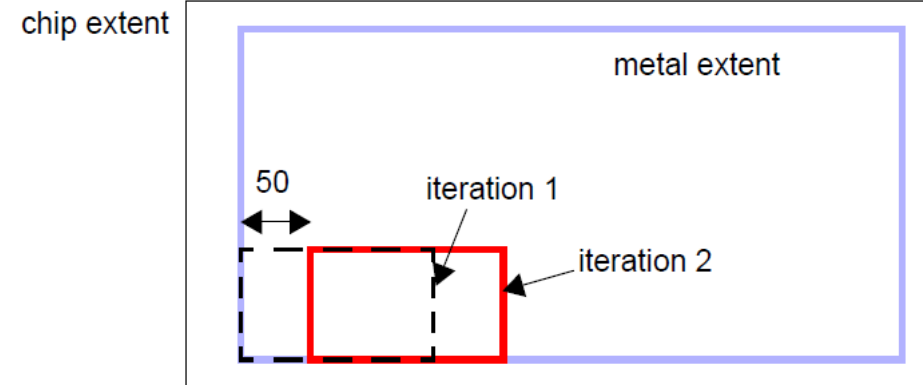 chip extent
metal extent
50
iteration 1
iteration 2